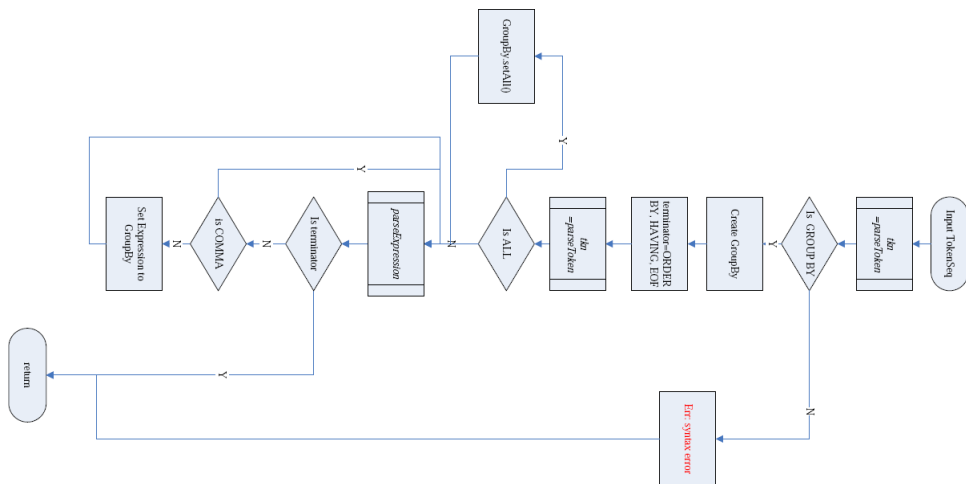 Input TokenSeq
tkn
=parseToken
Is GROUP BY
Y
N
Create GroupBy
terminator=ORDER
BY, HAVING, EOF
tkn
=parseToken
Is ALL
Y
N
GroupBy.setAll()
parseExpression
Is terminator
N
Y
is COMMA
Y
N
Set Expression to
GroupBy
Err: syntax error
return